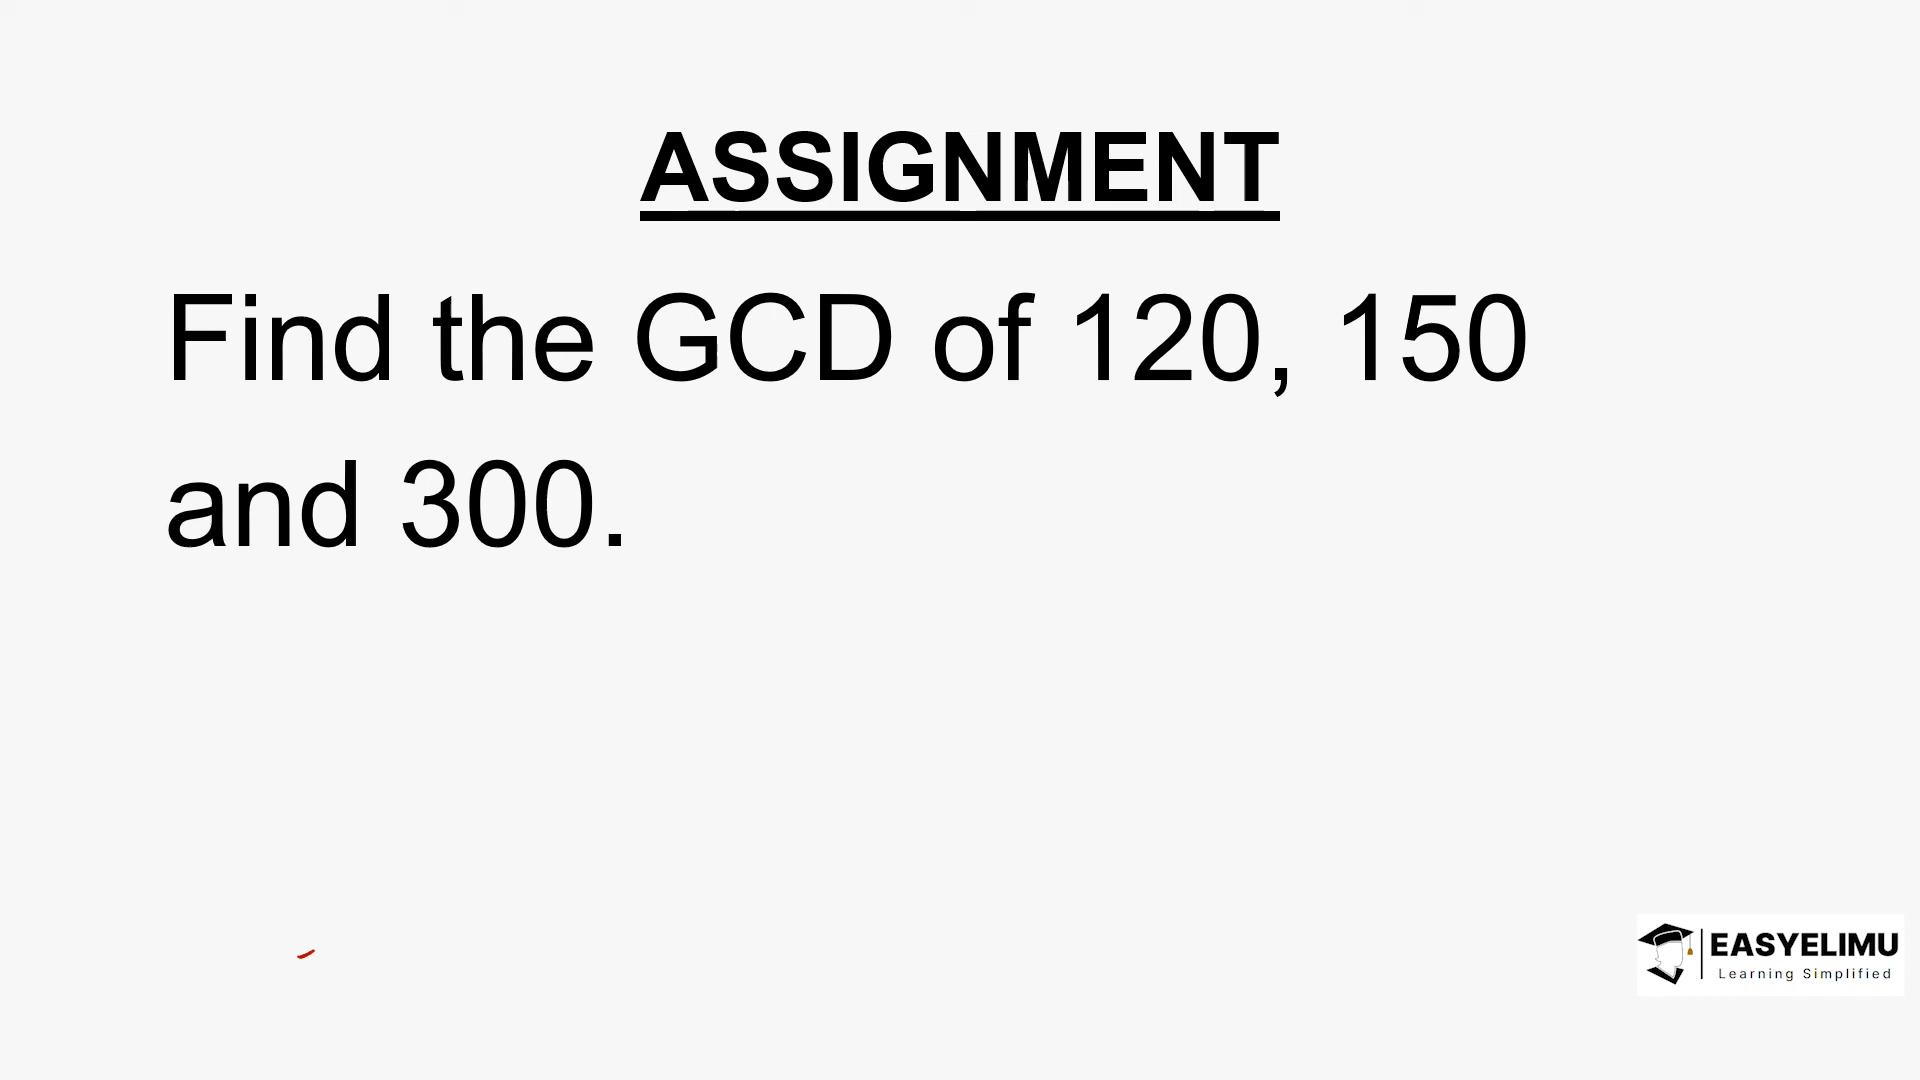 ASSIGNMENT
Find the GCD of 120, 150
and 300.
EASYELIMU
Learning Simplified